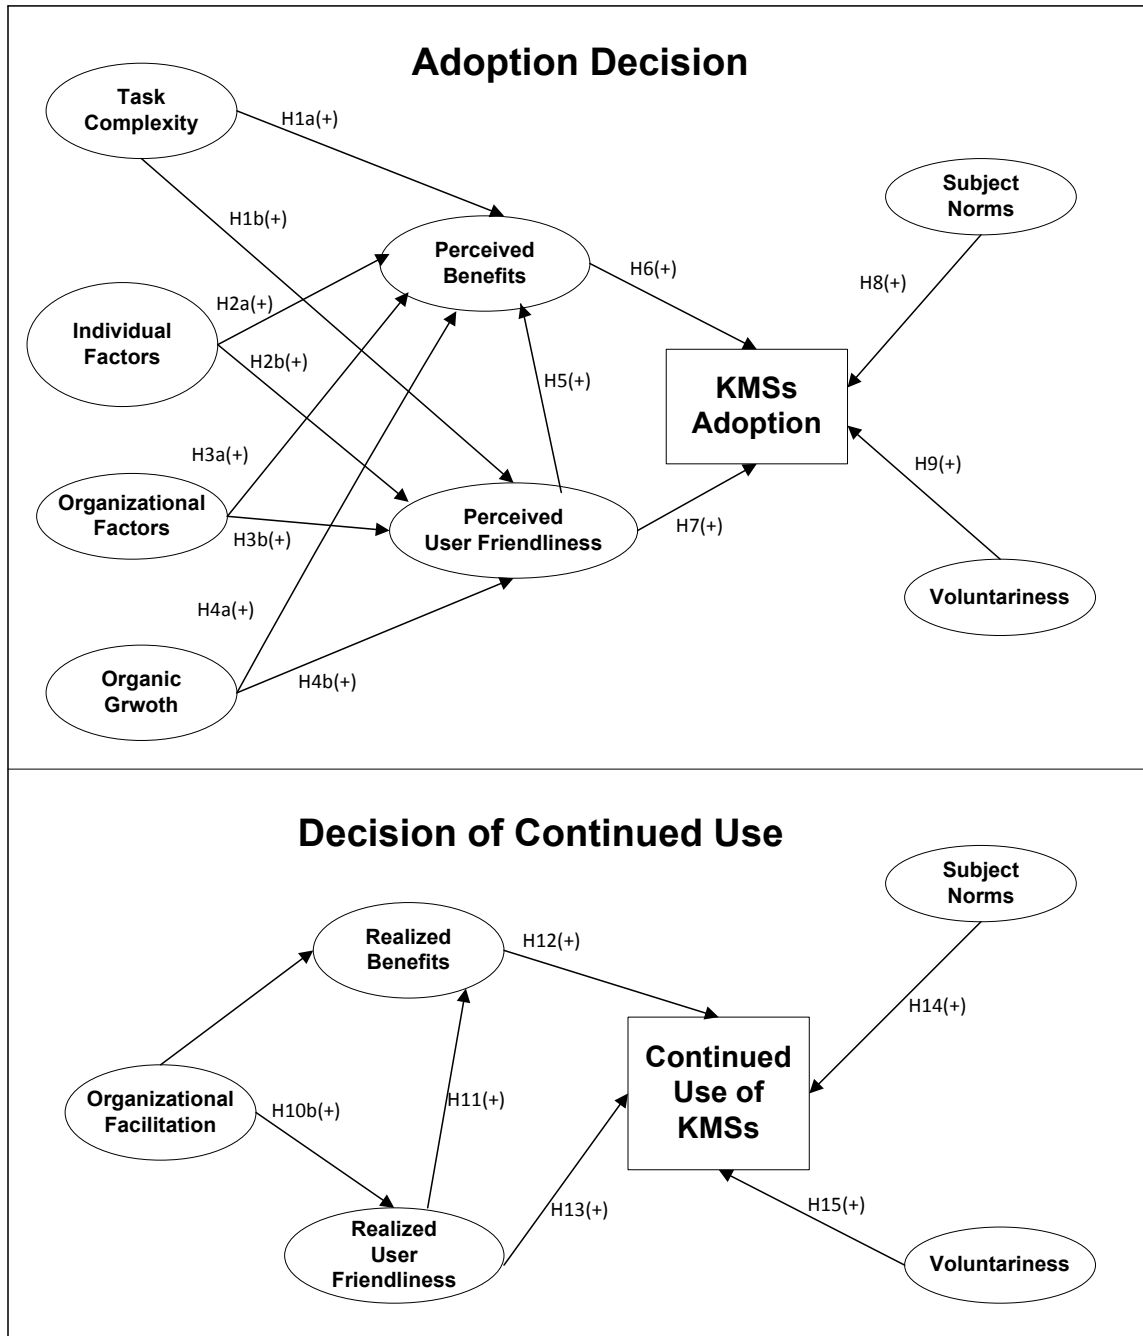 Adoption Decision
Task
Complexity
H1a(+)
Subject
Norms
H1b(+)
Perceived
Benefits
H6(+)
H8(+)
H2a(+)
Individual
Factors
H2b(+)
H5(+)
KMSs
Adoption
H3a(+)
H9(+)
Organizational
Factors
H3b(+)
Perceived
User Friendliness
H7(+)
H4a(+)
Voluntariness
Organic
Grwoth
H4b(+)
Decision of Continued Use
Subject
Norms
Realized
Benefits
H12(+)
H14(+)
Organizational
Facilitation
H10b(+)
H11(+)
Continued
Use of
KMSs
H13(+)
H15(+)
Realized
User
Friendliness
Voluntariness